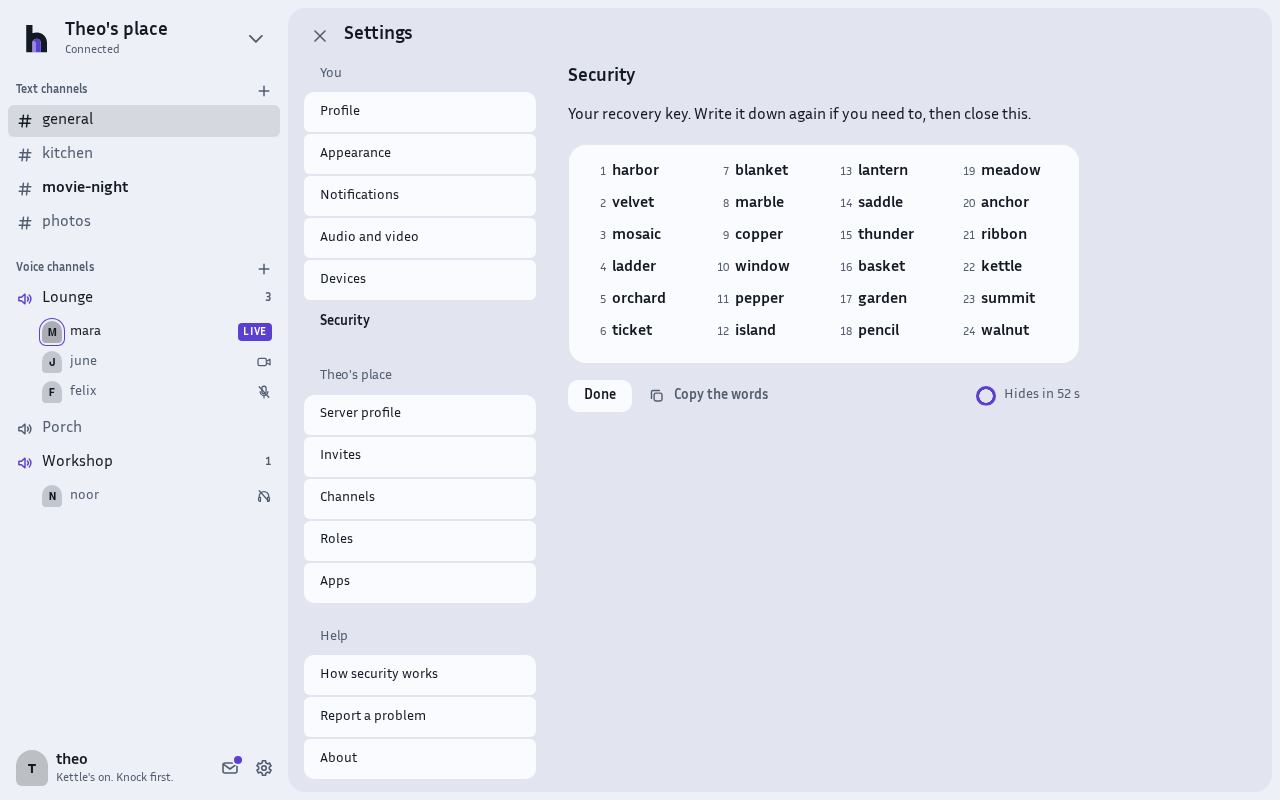 Theo's place
Connected
Text channels
general
kitchen
movie-night
photos
Voice channels
Lounge 3
M mara LIVE
J june
F felix
Porch
Workshop 1
N noor
T theo
Kettle's on. Knock first.
Settings
You
Profile
Appearance
Notifications
Audio and video
Devices
Security
Theo's place
Server profile
Invites
Channels
Roles
Apps
Help
How security works
Report a problem
About
Security
Your recovery key. Write it down again if you need to, then close this.
1 harbor 7 blanket 13 lantern 19 meadow
2 velvet 8 marble 14 saddle 20 anchor
3 mosaic 9 copper 15 thunder 21 ribbon
4 ladder 10 window 16 basket 22 kettle
5 orchard 11 pepper 17 garden 23 summit
6 ticket 12 island 18 pencil 24 walnut
Done Copy the words Hides in 52 s